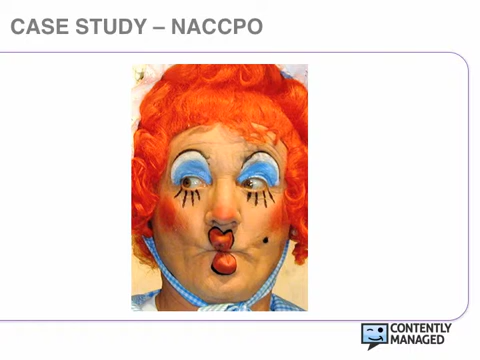 CASE STUDY – NACCPO
CONTENTLY
MANAGED